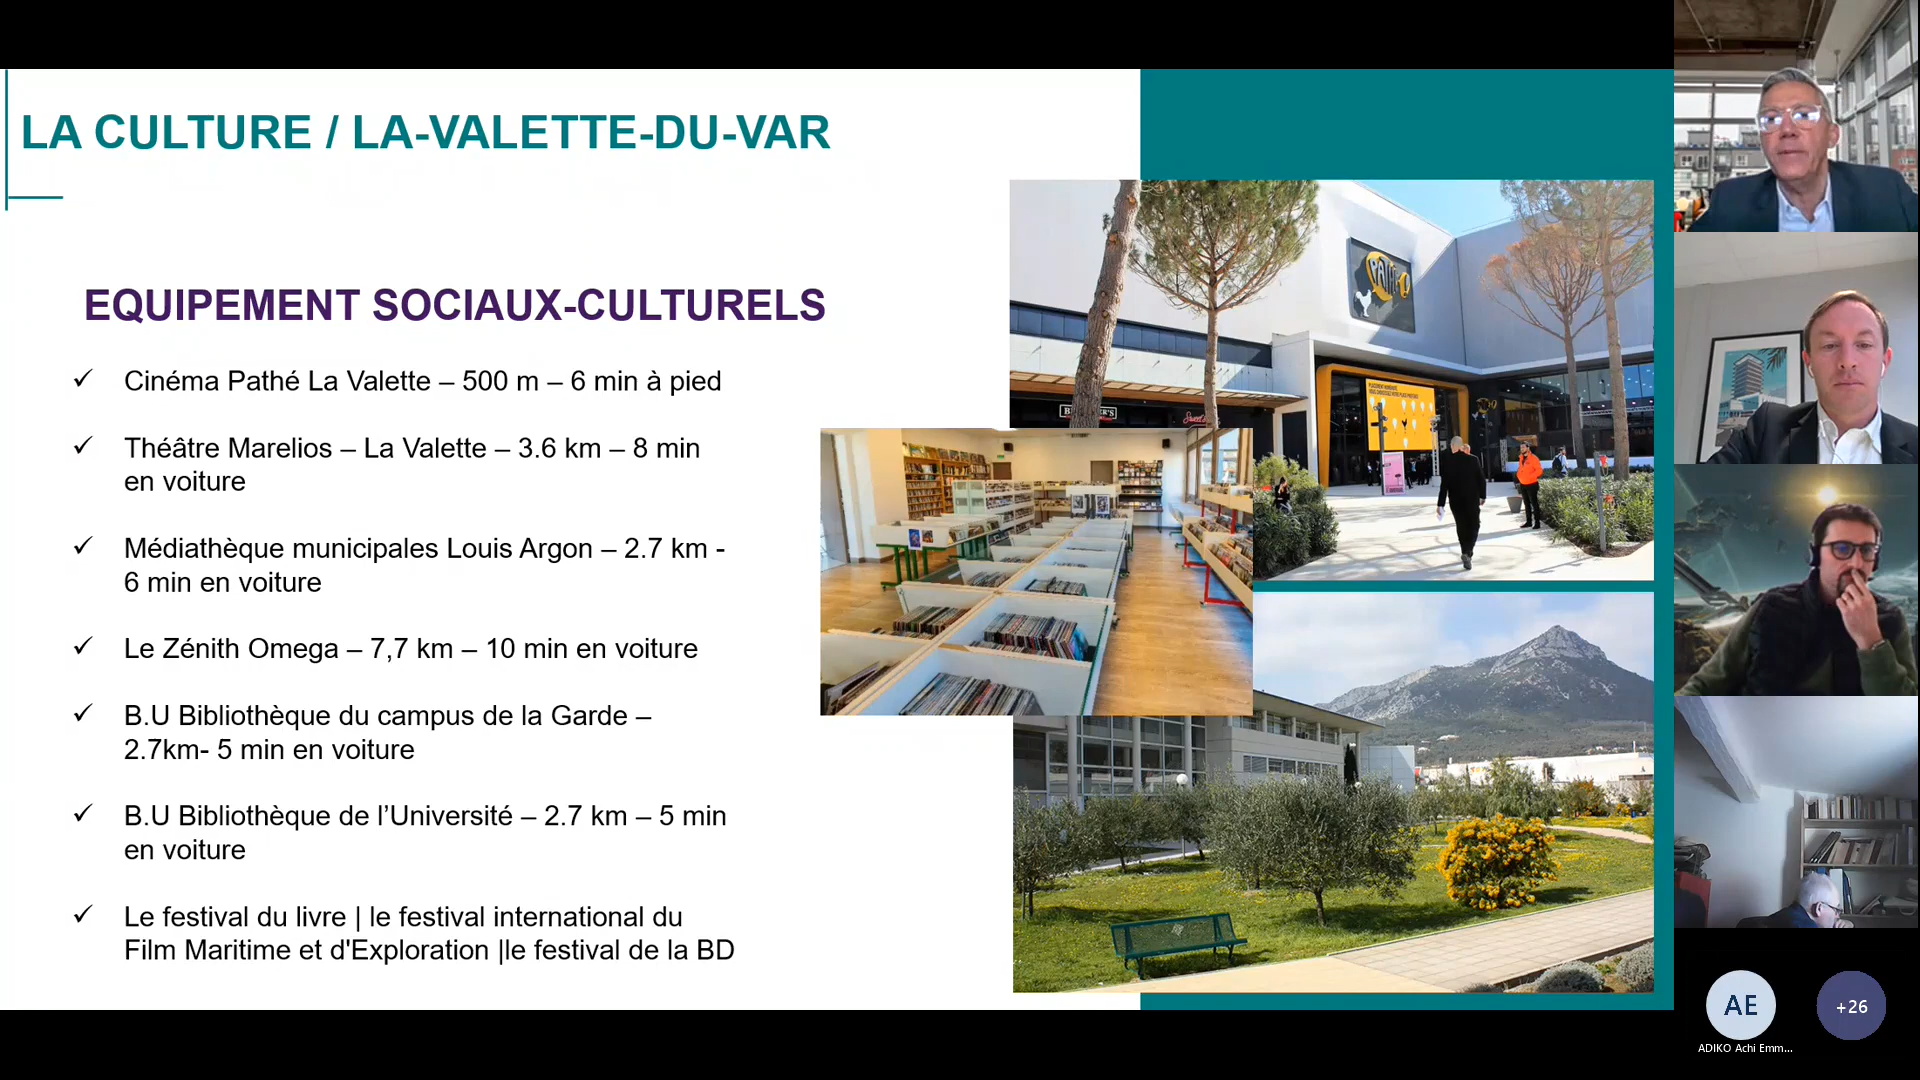 LA CULTURE / LA-VALETTE-DU-VAR
EQUIPEMENT SOCIAUX-CULTURELS
✓ Cinéma Pathé La Valette – 500 m – 6 min à pied
✓ Théâtre Marelios – La Valette – 3.6 km – 8 min
en voiture
✓ Médiathèque municipales Louis Argon – 2.7 km -
6 min en voiture
✓ Le Zénith Omega – 7,7 km – 10 min en voiture
✓ B.U Bibliothèque du campus de la Garde –
2.7km- 5 min en voiture
✓ B.U Bibliothèque de l’Université – 2.7 km – 5 min
en voiture
✓ Le festival du livre | le festival international du
Film Maritime et d'Exploration |le festival de la BD
AE
+26
ADIKO Achi Emm...